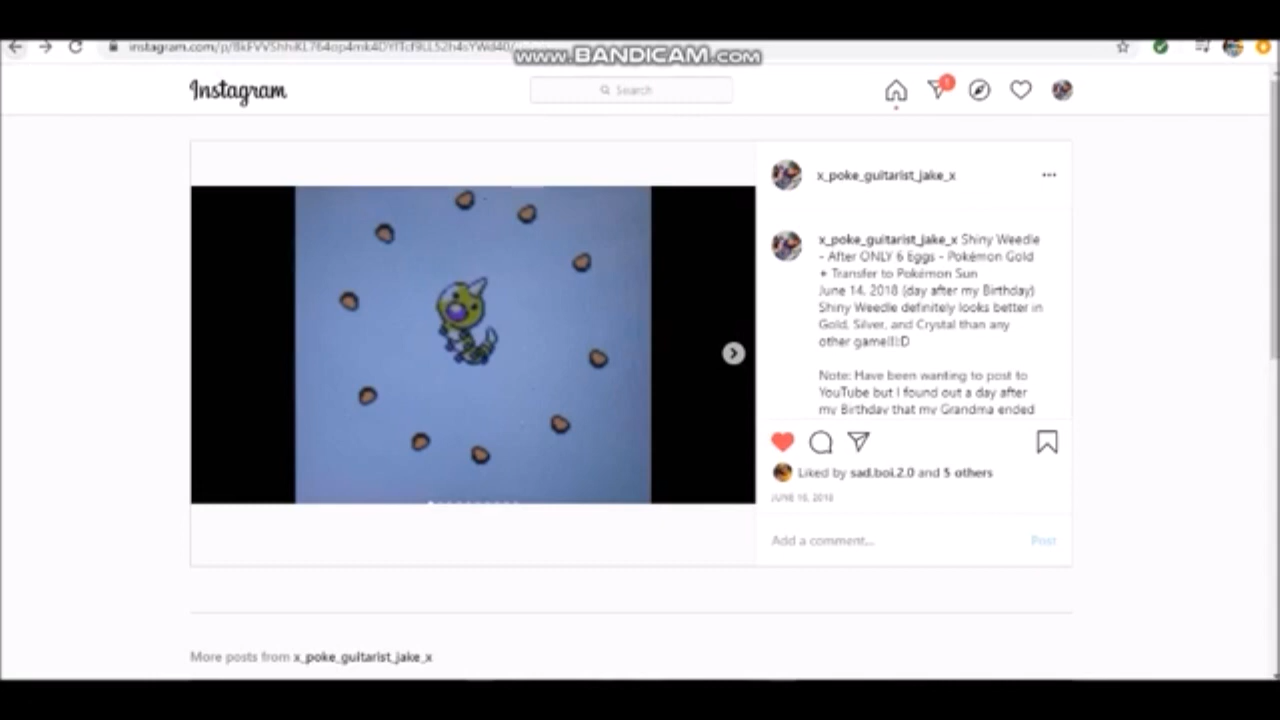 www.BANDICAM.com
Instagram
Search
1
x_poke_guitarist_jake_x
x_poke_guitarist_jake_x Shiny Weedle
- After ONLY 6 Eggs - Pokémon Gold
+ Transfer to Pokémon Sun
June 14, 2018 (day after my Birthday)
Shiny Weedle definitely looks better in
Gold, Silver, and Crystal than any
other game!!!:D
Note: Have been wanting to post to
YouTube but I found out a day after
my Birthday that my Grandma ended
Liked by sad.boi.2.0 and 5 others
JUNE 16, 2018
Add a comment...
Post
More posts from x_poke_guitarist_jake_x